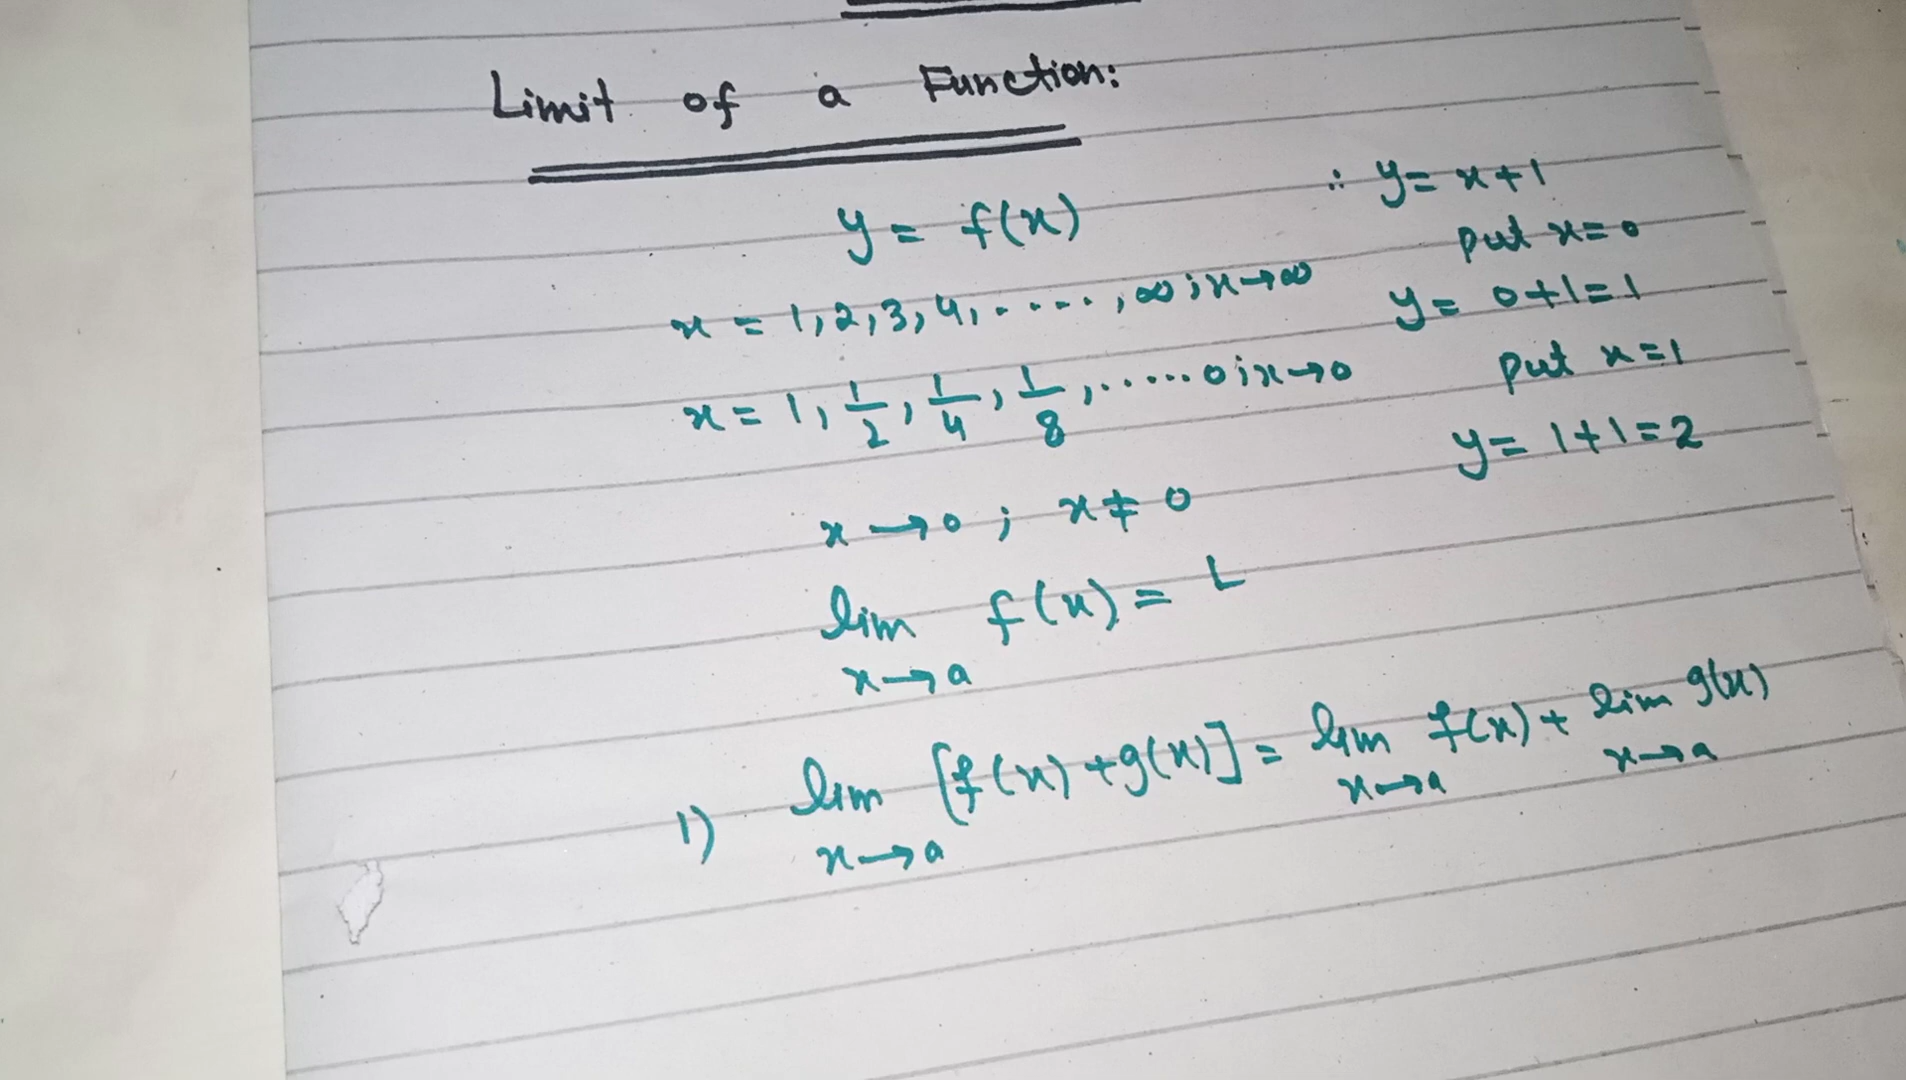 Limit of a Function:
y = f(x)
x = 1, 2, 3, 4, ....., ∞ ; x→∞
x = 1, 1/2, 1/4, 1/8, ...... 0 ; x→0
x → 0 ; x ≠ 0
lim f(x) = L
x→a
1) lim [f(x) + g(x)] = lim f(x) + lim g(x)
x→a x→a x→a
∴ y = x + 1
put x = 0
y = 0+1 = 1
put x = 1
y = 1+1 = 2